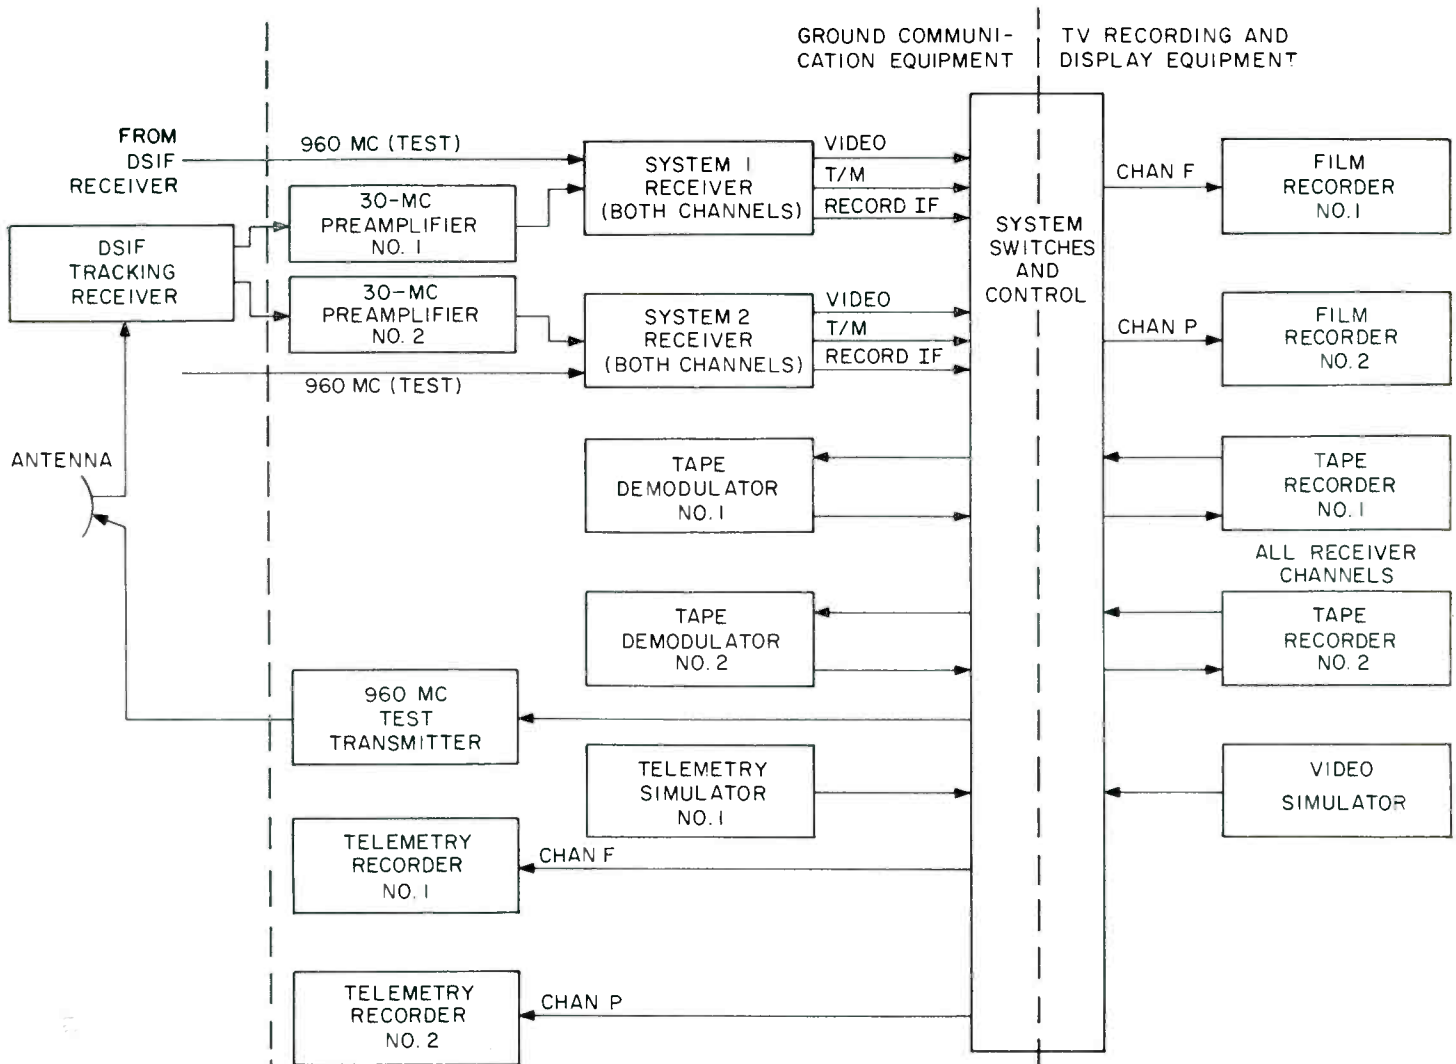 GROUND COMMUNI-
CATION EQUIPMENT
TV RECORDING AND
DISPLAY EQUIPMENT
FROM
DSIF
RECEIVER
960 MC (TEST)
30-MC
PREAMPLIFIER
NO. 1
SYSTEM 1
RECEIVER
(BOTH CHANNELS)
VIDEO
T/M
RECORD IF
SYSTEM
SWITCHES
AND
CONTROL
CHAN F
FILM
RECORDER
NO. 1
DSIF
TRACKING
RECEIVER
30-MC
PREAMPLIFIER
NO. 2
960 MC (TEST)
SYSTEM 2
RECEIVER
(BOTH CHANNELS)
VIDEO
T/M
RECORD IF
CHAN P
FILM
RECORDER
NO. 2
ANTENNA
TAPE
DEMODULATOR
NO. 1
TAPE
RECORDER
NO. 1
ALL RECEIVER
CHANNELS
TAPE
DEMODULATOR
NO. 2
TAPE
RECORDER
NO. 2
960 MC
TEST
TRANSMITTER
TELEMETRY
SIMULATOR
NO. 1
VIDEO
SIMULATOR
TELEMETRY
RECORDER
NO. 1
CHAN F
TELEMETRY
RECORDER
NO. 2
CHAN P